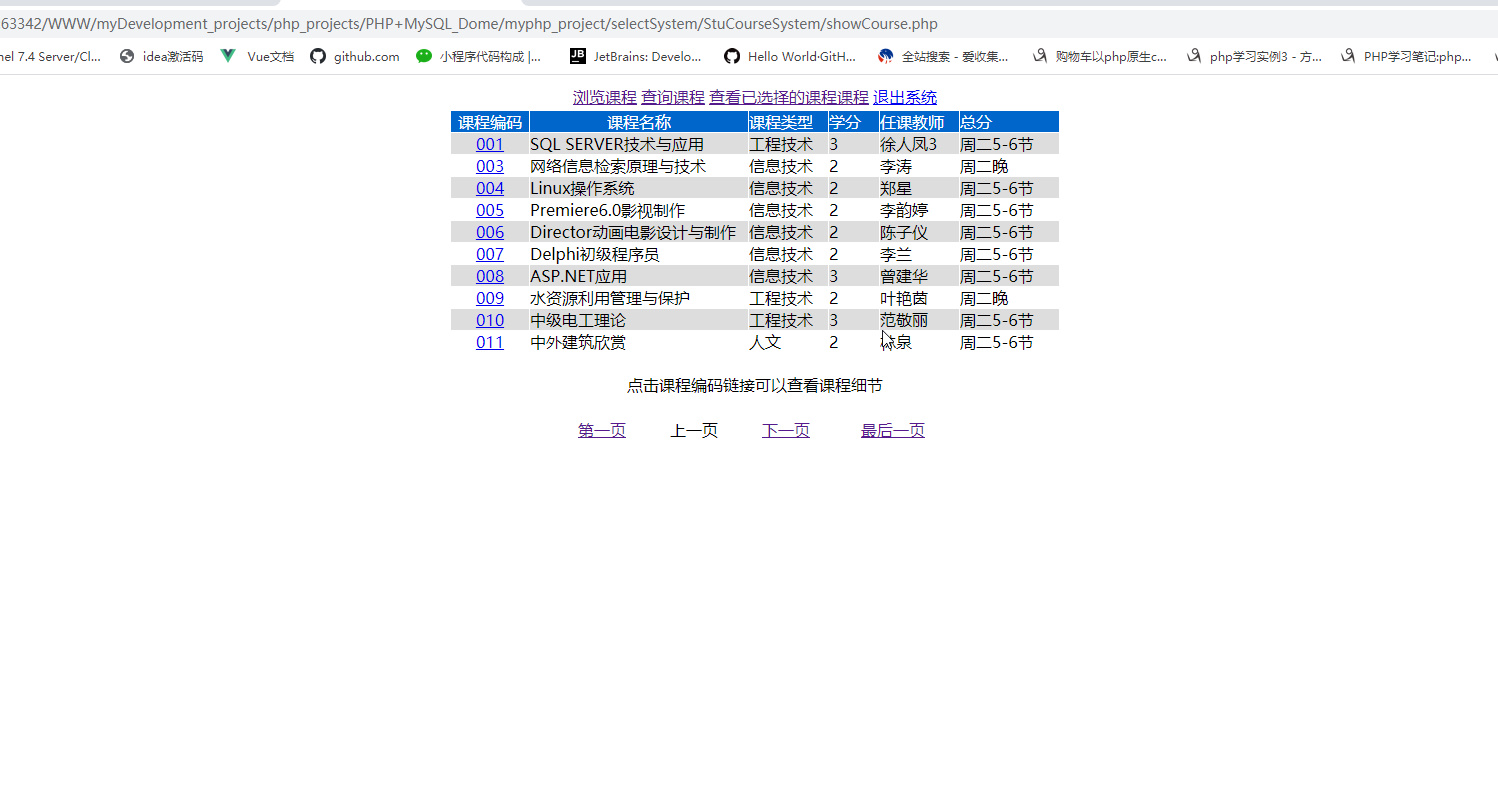 63342/WWW/myDevelopment_projects/php_projects/PHP+MySQL_Dome/myphp_project/selectSystem/StuCourseSystem/showCourse.php
nel 7.4 Server/Cl... idea激活码 Vue文档 github.com 小程序代码构成 |... JetBrains: Develo... Hello World·GitH... 全站搜索 - 爱收集... 购物车以php原生c... php学习实例3 - 方... PHP学习笔记:php...
浏览课程 查询课程 查看已选择的课程课程 退出系统
课程编码 课程名称 课程类型 学分 任课教师 总分
001 SQL SERVER技术与应用 工程技术 3 徐人凤3 周二5-6节
003 网络信息检索原理与技术 信息技术 2 李涛 周二晚
004 Linux操作系统 信息技术 2 郑星 周二5-6节
005 Premiere6.0影视制作 信息技术 2 李韵婷 周二5-6节
006 Director动画电影设计与制作 信息技术 2 陈子仪 周二5-6节
007 Delphi初级程序员 信息技术 2 李兰 周二5-6节
008 ASP.NET应用 信息技术 3 曾建华 周二5-6节
009 水资源利用管理与保护 工程技术 2 叶艳茵 周二晚
010 中级电工理论 工程技术 3 范敬丽 周二5-6节
011 中外建筑欣赏 人文 2 泉 周二5-6节
点击课程编码链接可以查看课程细节
第一页 上一页 下一页 最后一页